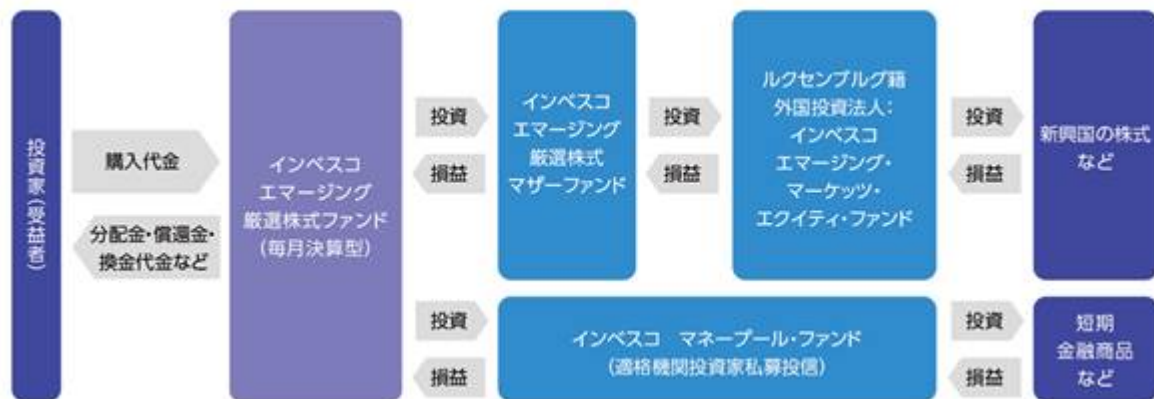 投資家（受益者）
購入代金
分配金・償還金・
換金代金など
インベスコ
エマージング
厳選株式ファンド
（毎月決算型）
投資
損益
インベスコ
エマージング
厳選株式
マザーファンド
投資
損益
ルクセンブルグ籍
外国投資法人：
インベスコ
エマージング・
マーケッツ・
エクイティ・ファンド
投資
損益
新興国の株式
など
投資
損益
インベスコ　マネープール・ファンド
（適格機関投資家私募投信）
投資
損益
短期
金融商品
など